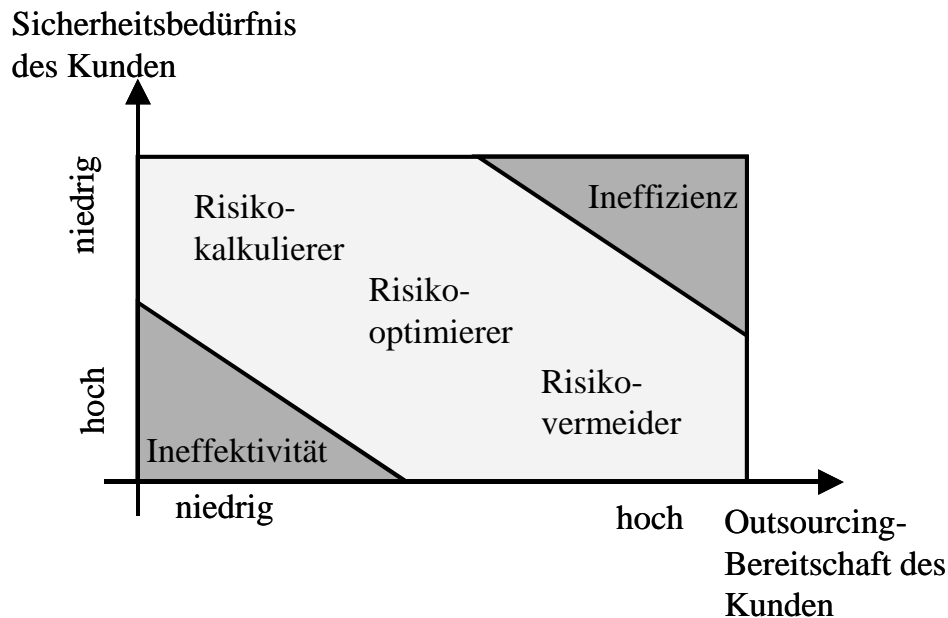 Sicherheitsbedürfnis
des Kunden
niedrig
hoch
Risiko-
kalkulierer
Risiko-
optimierer
Risiko-
vermeider
Ineffizienz
Ineffektivität
niedrig
hoch
Outsourcing-
Bereitschaft des
Kunden